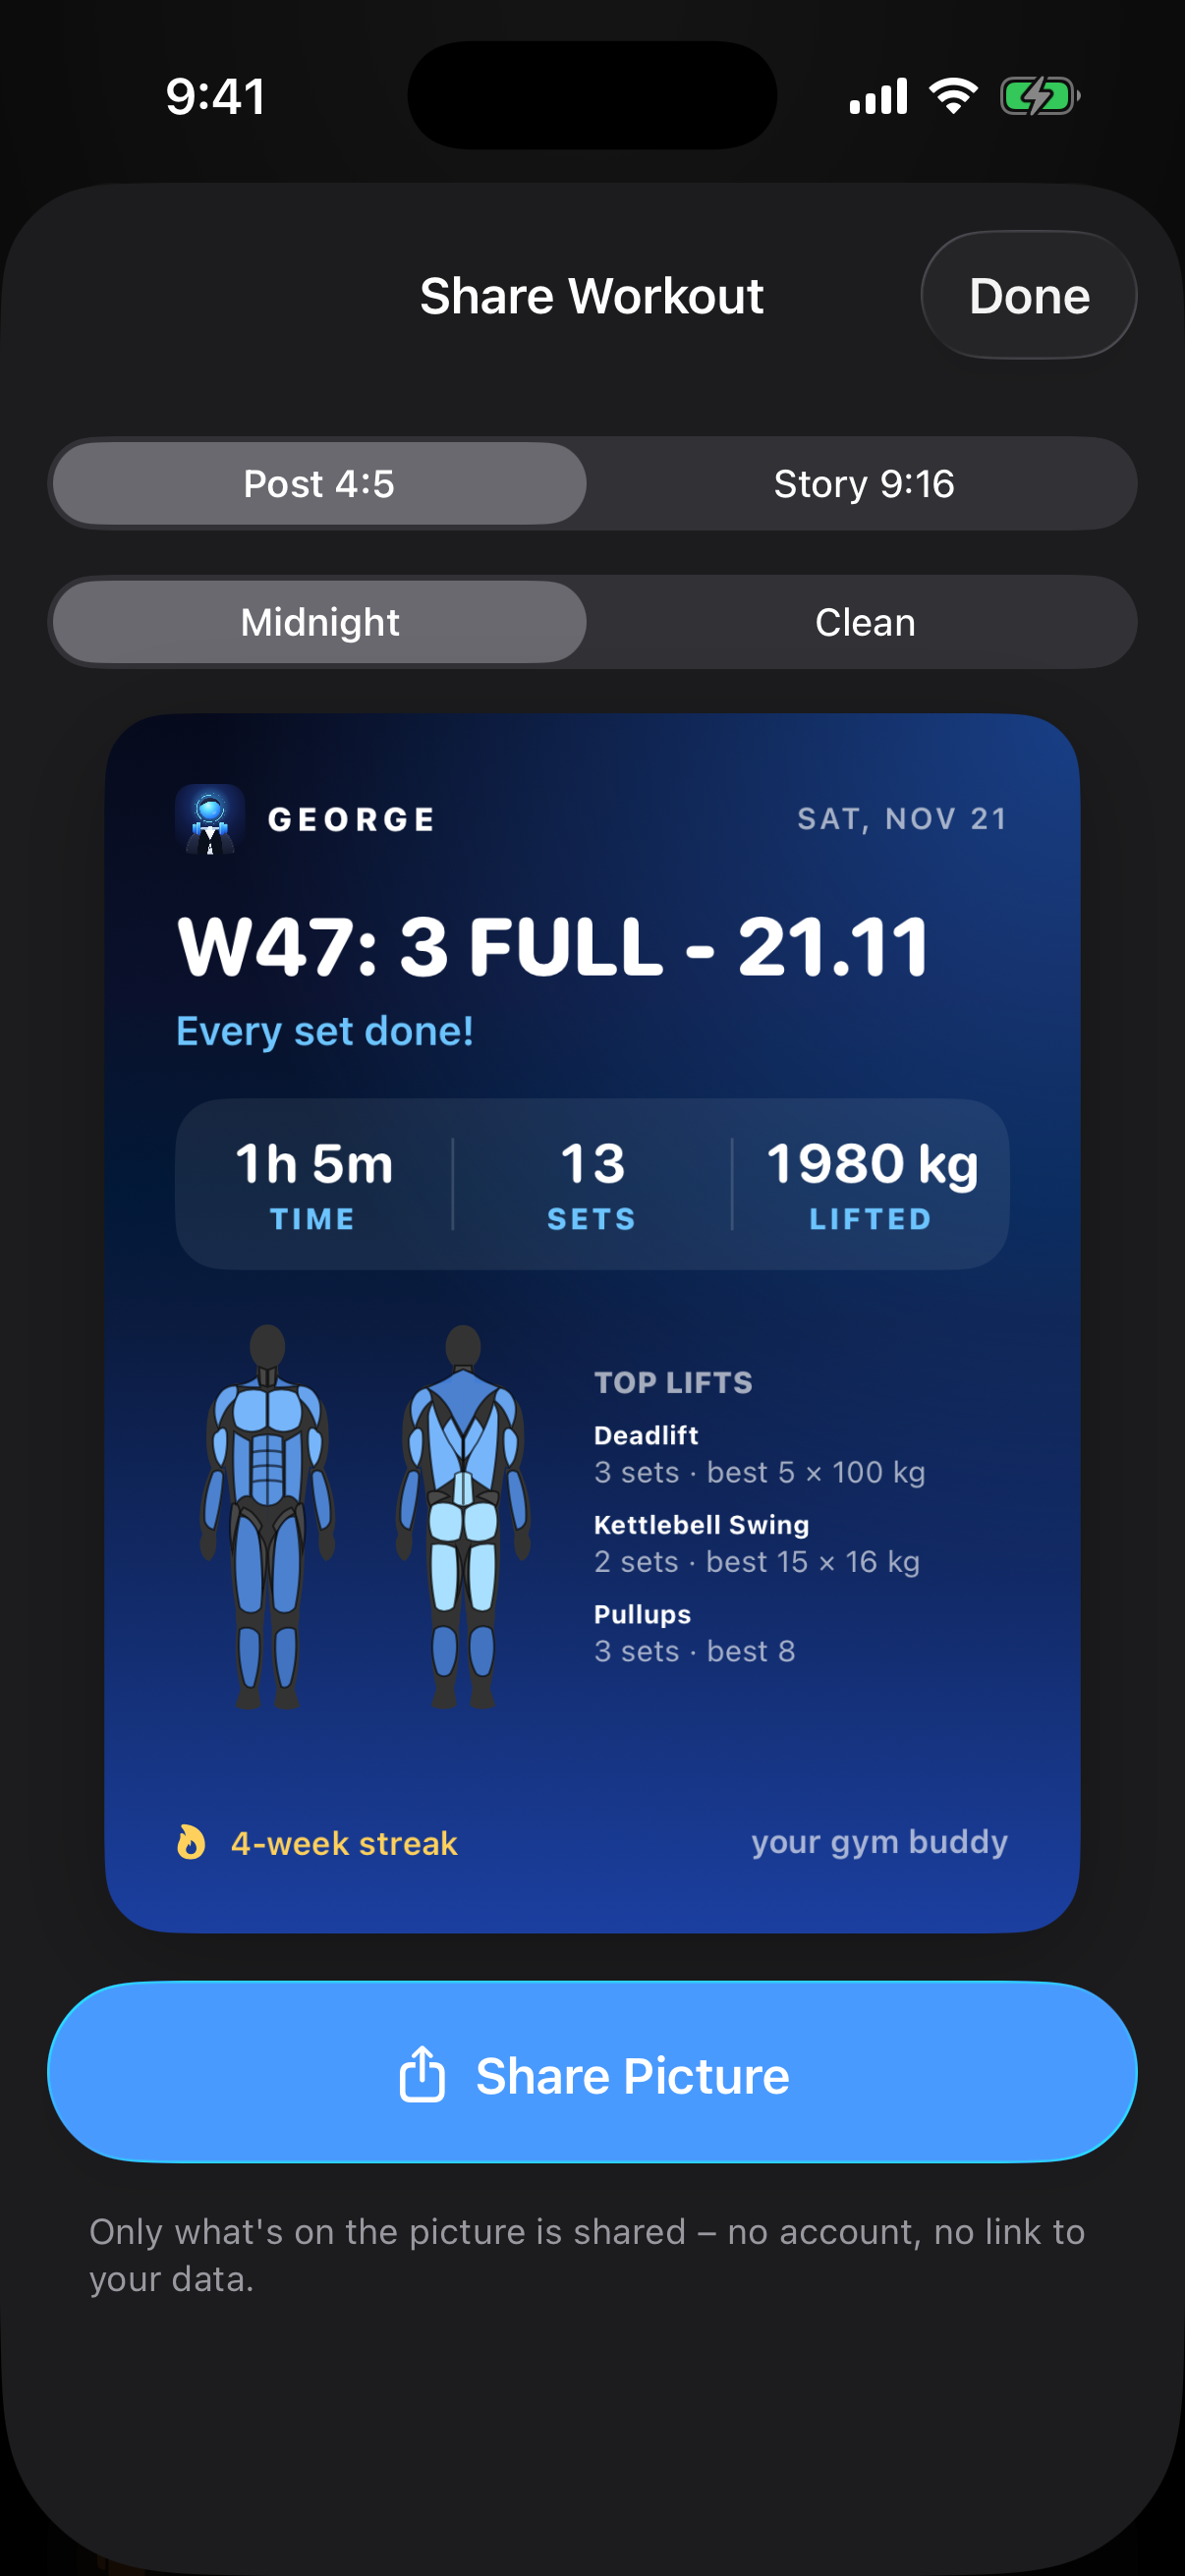 9:41
Share Workout
Done
Post 4:5
Story 9:16
Midnight
Clean
GEORGE
SAT, NOV 21
W47: 3 FULL - 21.11
Every set done!
1h 5m
TIME
13
SETS
1980 kg
LIFTED
TOP LIFTS
Deadlift
3 sets · best 5 × 100 kg
Kettlebell Swing
2 sets · best 15 × 16 kg
Pullups
3 sets · best 8
4-week streak
your gym buddy
Share Picture
Only what's on the picture is shared – no account, no link to
your data.